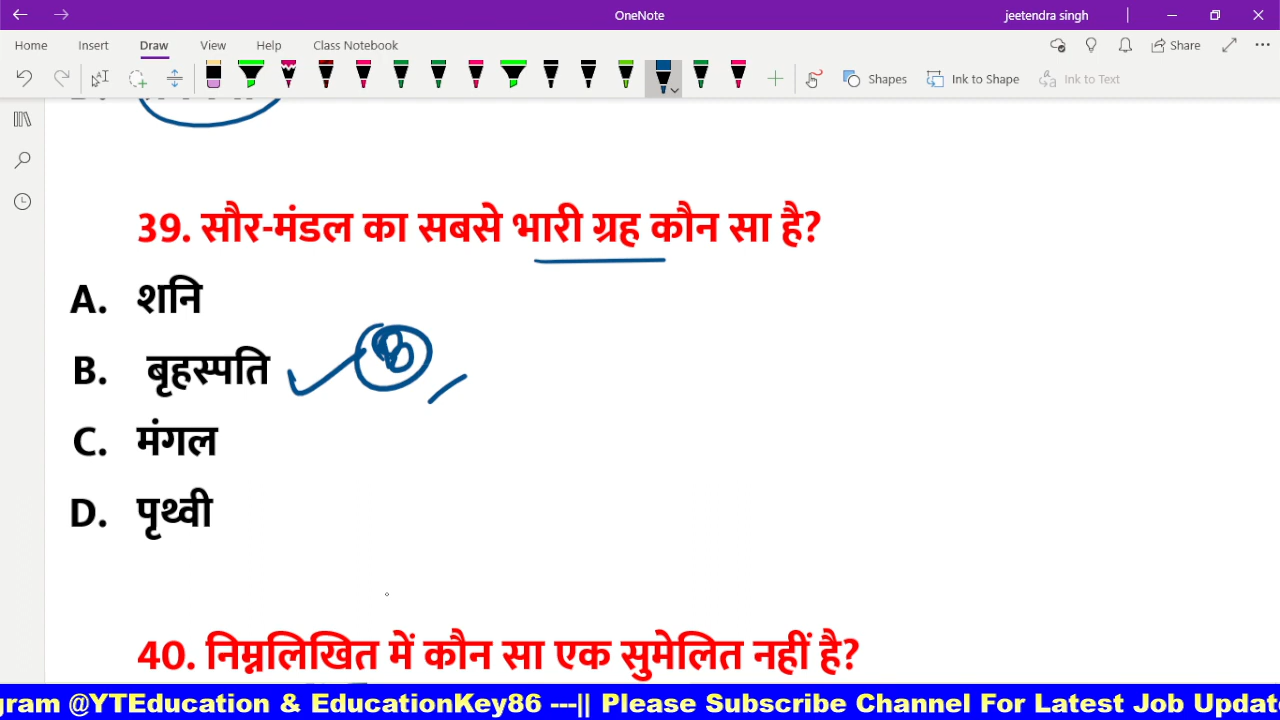 OneNote
jeetendra singh
Home Insert Draw View Help Class Notebook
Share
Shapes Ink to Shape Ink to Text
39. सौर-मंडल का सबसे भारी ग्रह कौन सा है?
A. शनि
B. बृहस्पति B
C. मंगल
D. पृथ्वी
40. निम्नलिखित में कौन सा एक सुमेलित नहीं है?
gram @YTEducation & EducationKey86 ---|| Please Subscribe Channel For Latest Job Updat